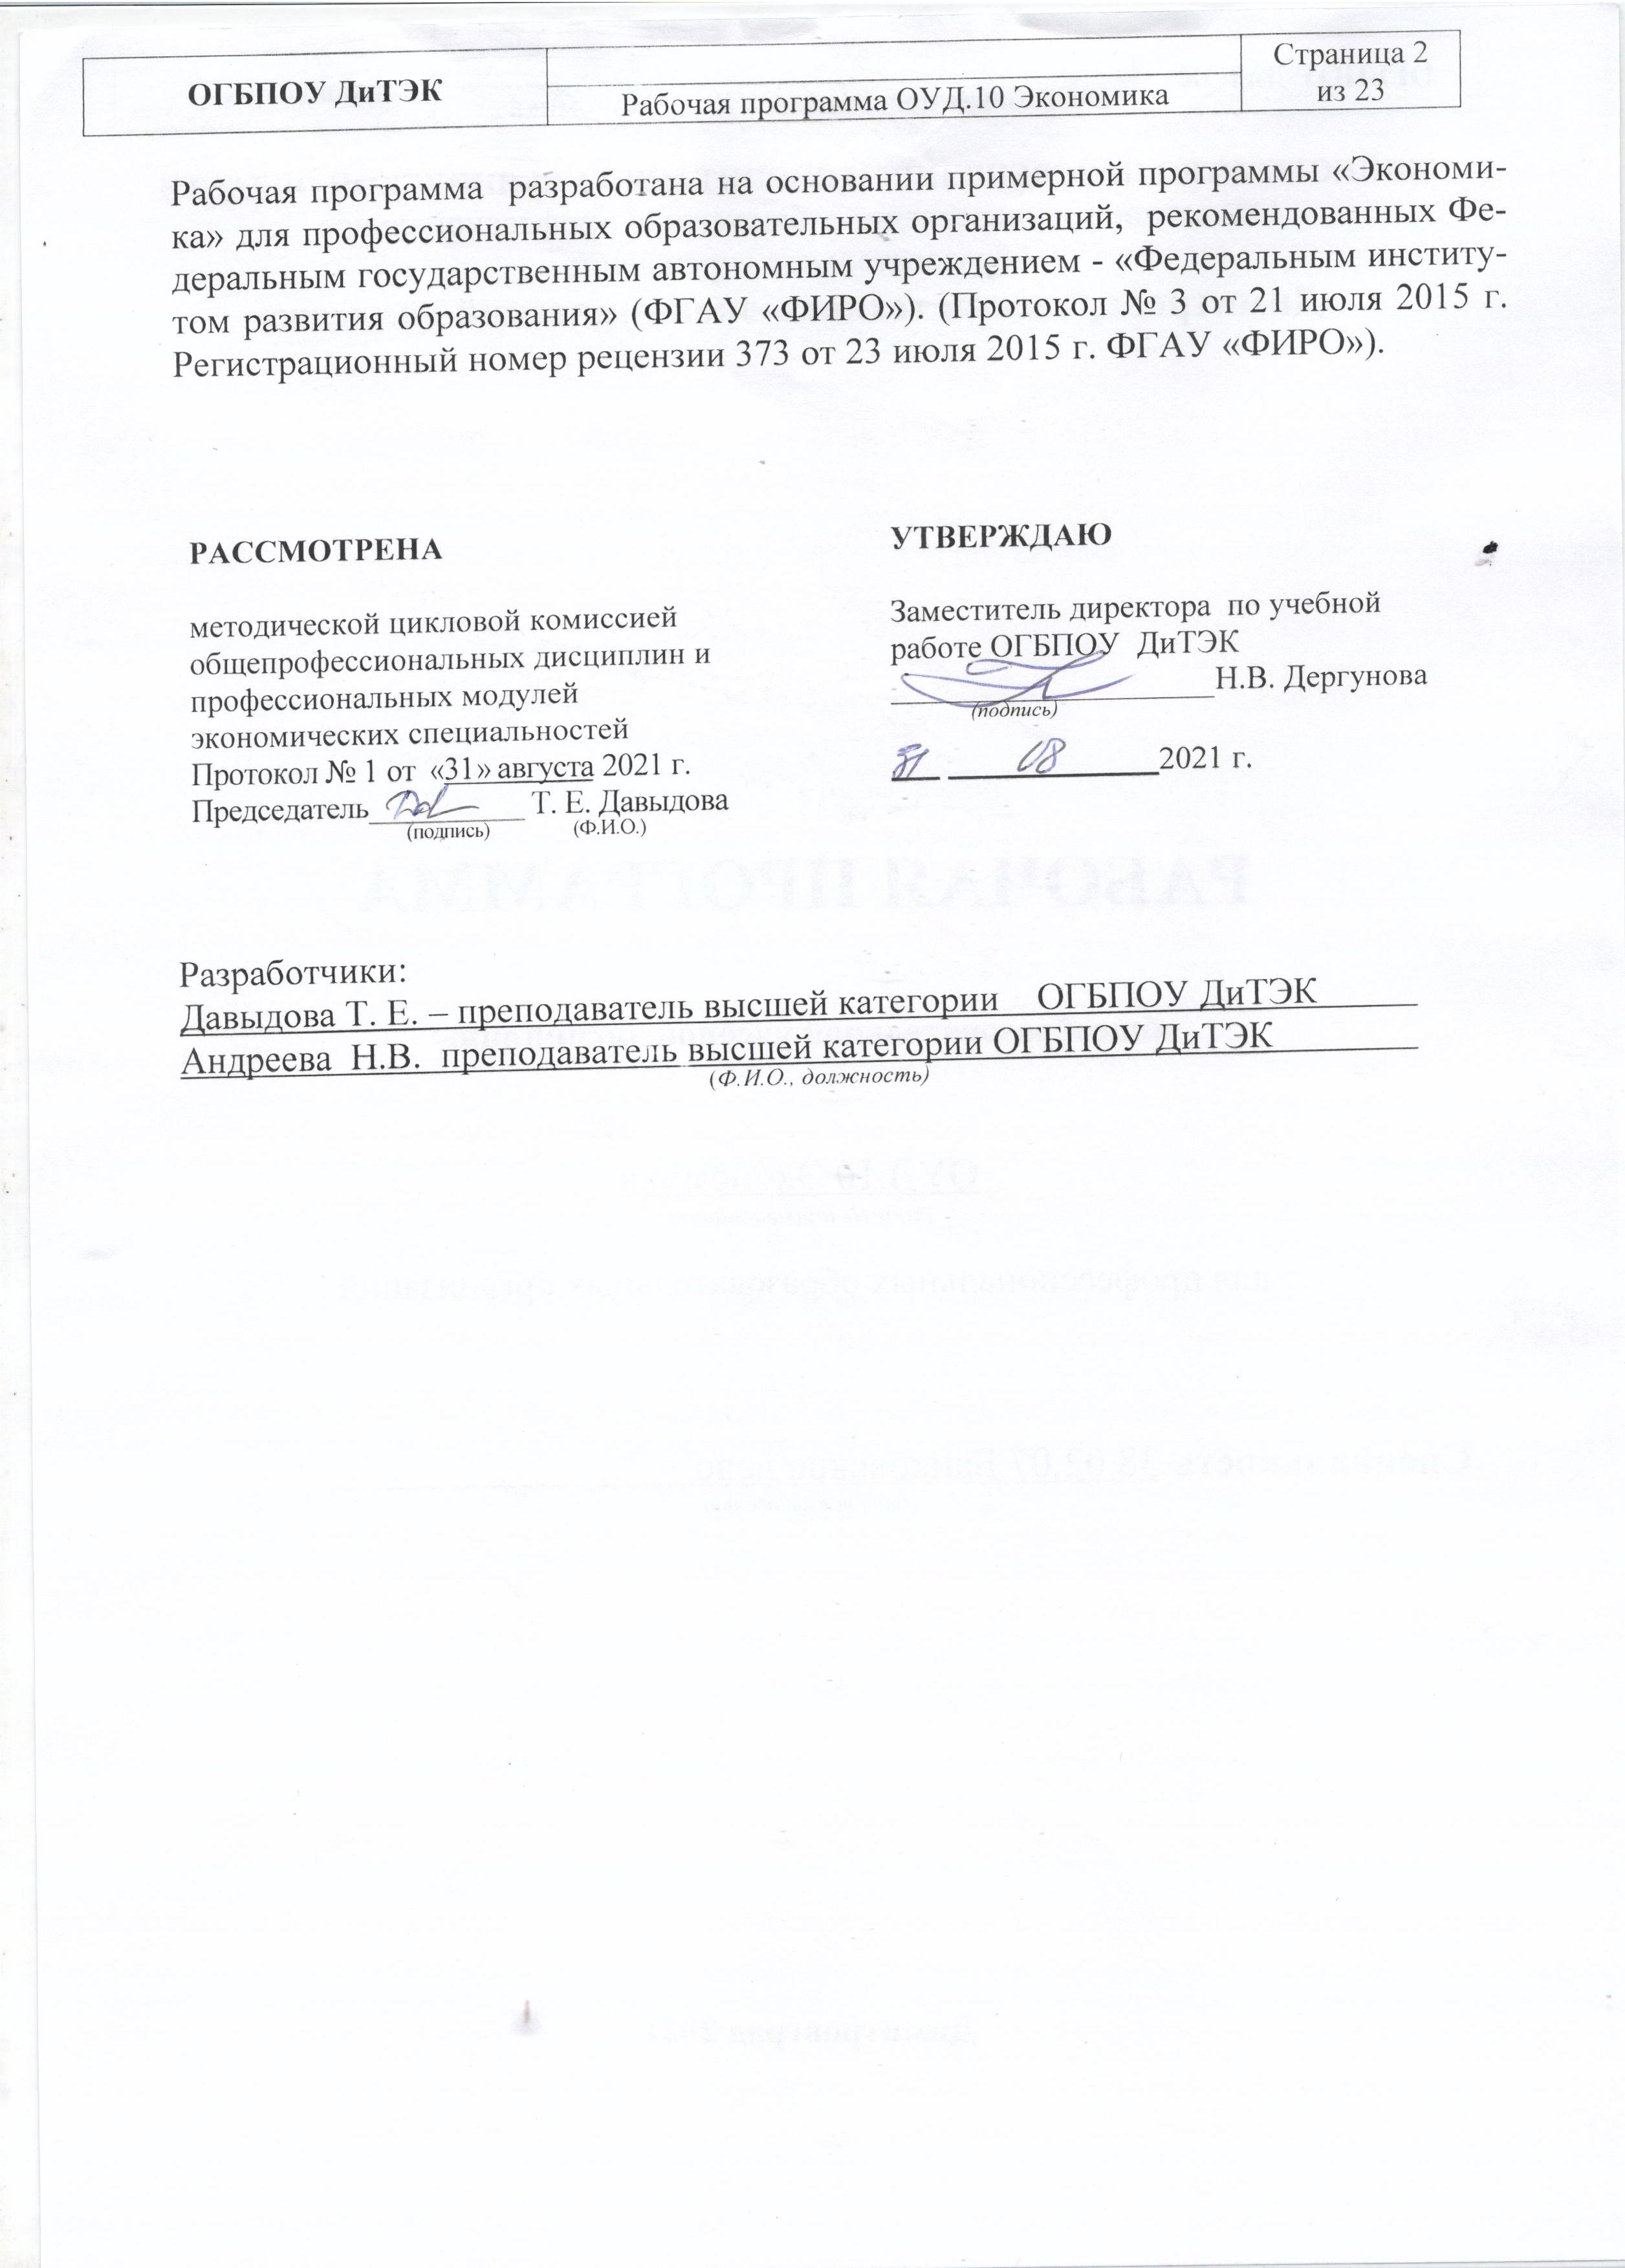 ОГБПОУ ДиТЭК
Рабочая программа ОУД.10 Экономика
Страница 2
из 23
Рабочая программа разработана на основании примерной программы «Экономи-
ка» для профессиональных образовательных организаций, рекомендованных Фе-
деральным государственным автономным учреждением - «Федеральным институ-
том развития образования» (ФГАУ «ФИРО»). (Протокол № 3 от 21 июля 2015 г.
Регистрационный номер рецензии 373 от 23 июля 2015 г. ФГАУ «ФИРО»).
РАССМОТРЕНА
методической цикловой комиссией
общепрофессиональных дисциплин и
профессиональных модулей
экономических специальностей
Протокол № 1 от «31» августа 2021 г.
Председатель__________ Т. Е. Давыдова
(подпись) (Ф.И.О.)
УТВЕРЖДАЮ
Заместитель директора по учебной
работе ОГБПОУ ДиТЭК
_____________________Н.В. Дергунова
(подпись)
31 08 2021 г.
Разработчики:
Давыдова Т. Е. – преподаватель высшей категории ОГБПОУ ДиТЭК
Андреева Н.В. преподаватель высшей категории ОГБПОУ ДиТЭК
(Ф.И.О., должность)